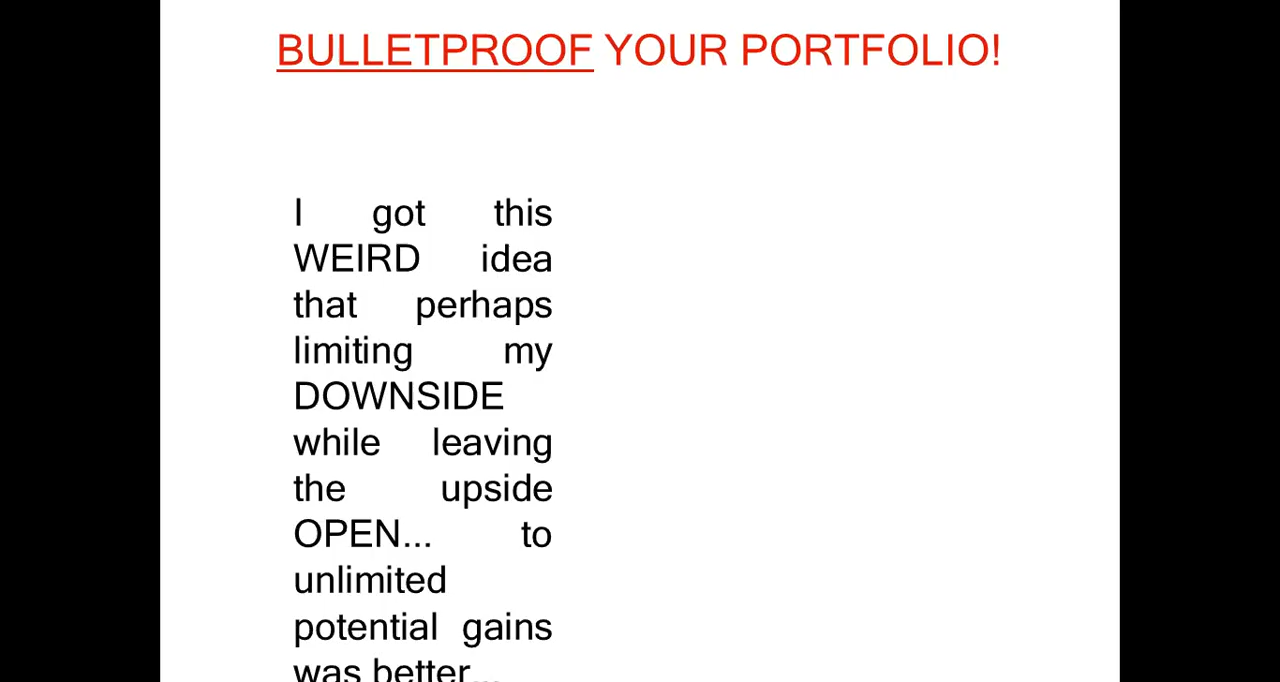 BULLETPROOF YOUR PORTFOLIO!
I got this
WEIRD idea
that perhaps
limiting my
DOWNSIDE
while leaving
the upside
OPEN... to
unlimited
potential gains
was better...